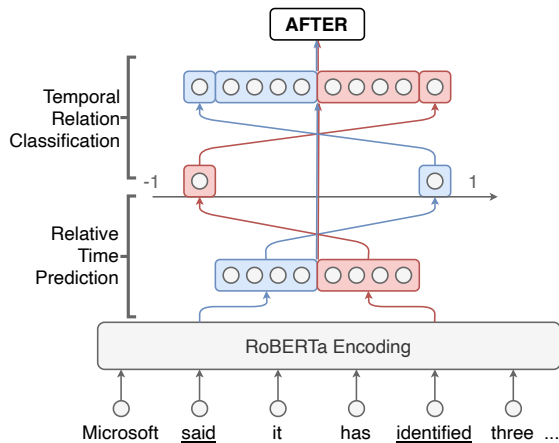 AFTER
Temporal
Relation
Classification
-1 1
Relative
Time
Prediction
RoBERTa Encoding
Microsoft said it has identified three ...